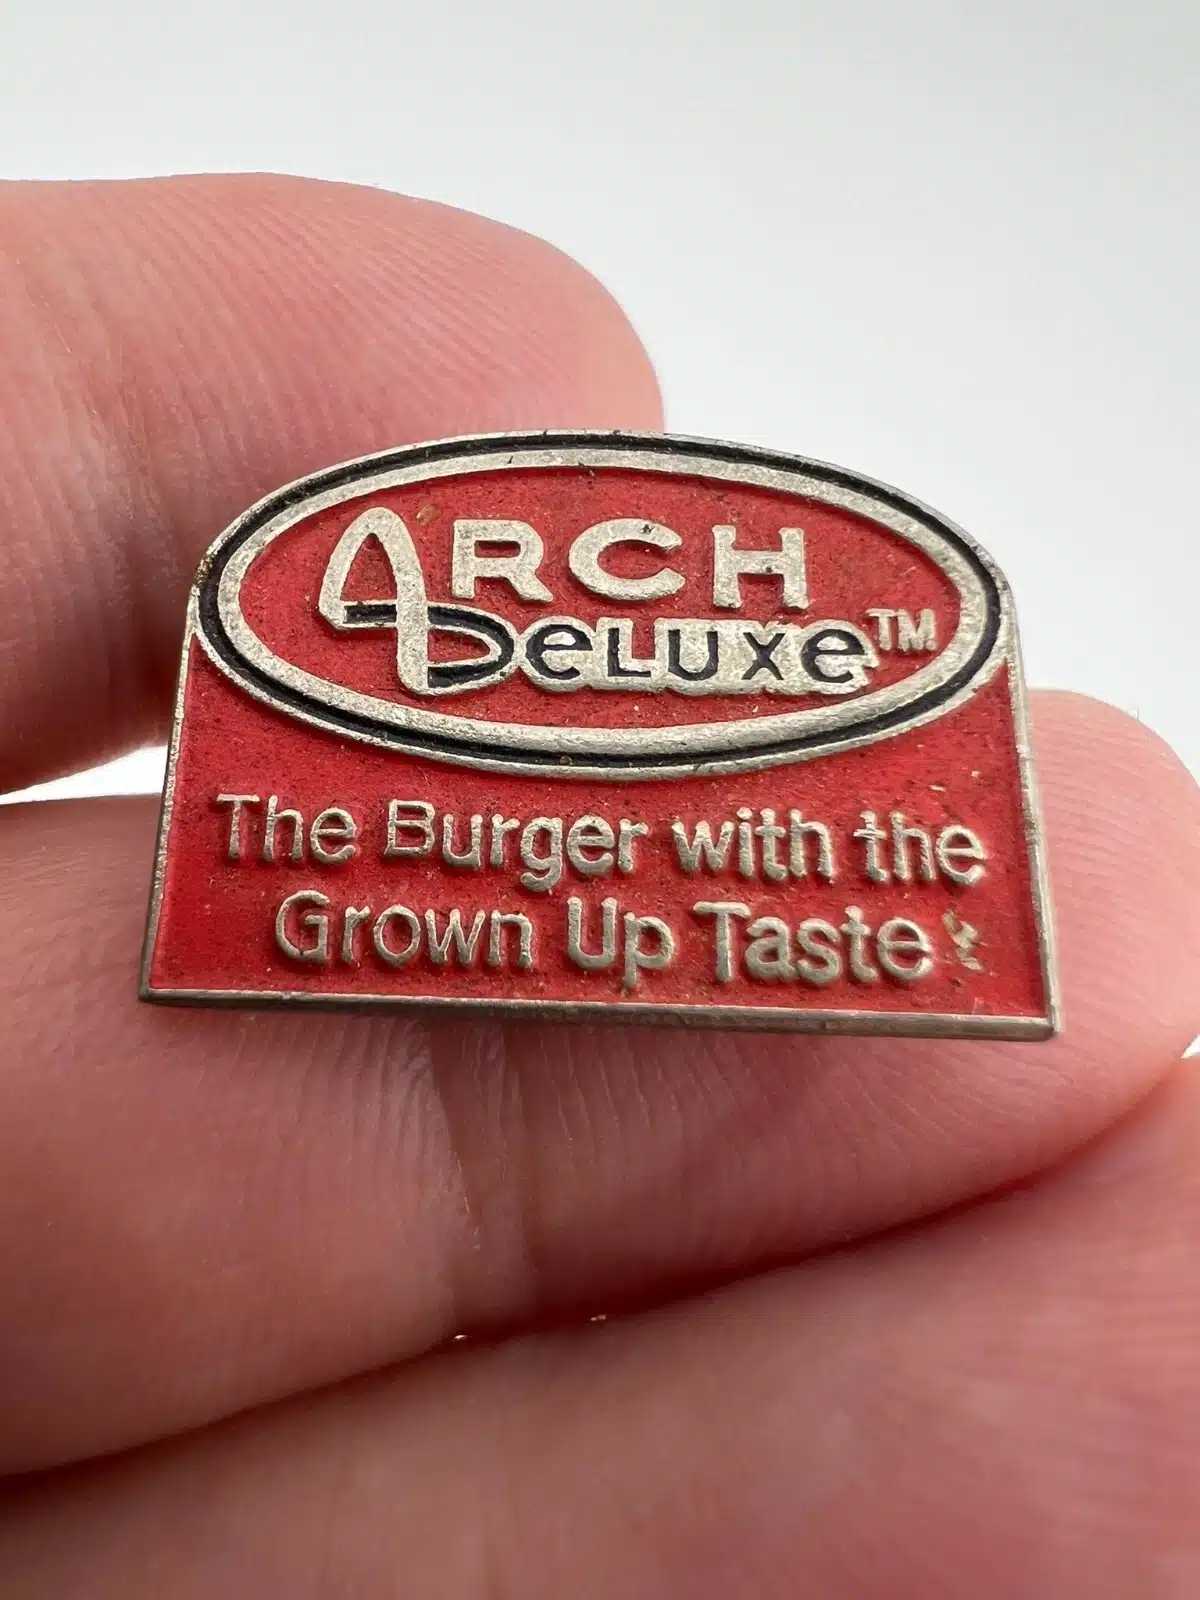 ARCH
DeLUXe™
The Burger with the
Grown Up Taste